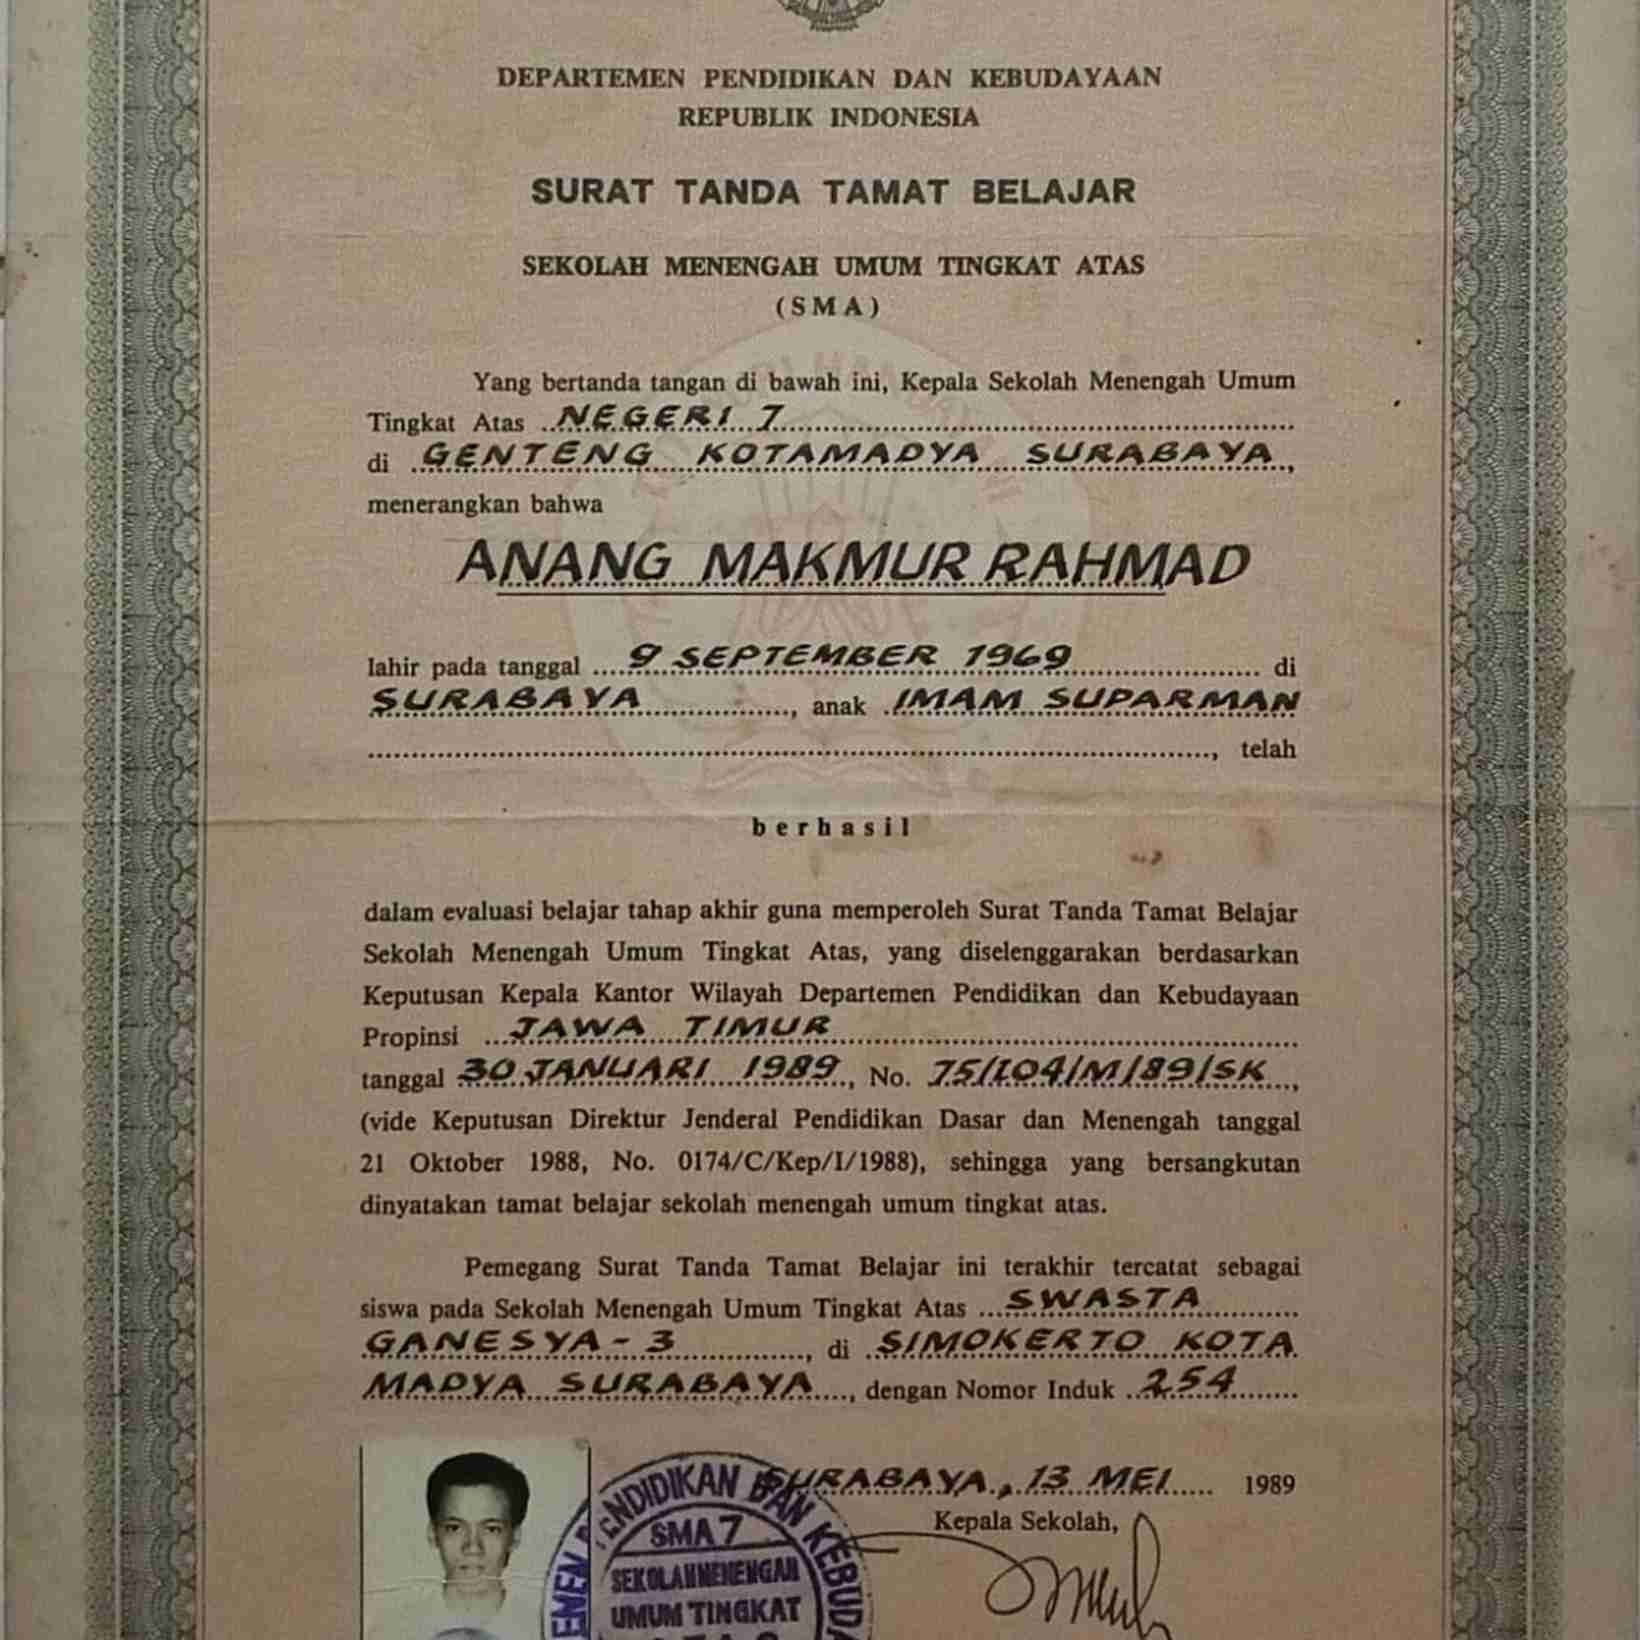 DEPARTEMEN PENDIDIKAN DAN KEBUDAYAAN
REPUBLIK INDONESIA
SURAT TANDA TAMAT BELAJAR
SEKOLAH MENENGAH UMUM TINGKAT ATAS
(SMA)
Yang bertanda tangan di bawah ini, Kepala Sekolah Menengah Umum
Tingkat Atas NEGERI 7
di GENTENG KOTAMADYA SURABAYA,
menerangkan bahwa
ANANG MAKMUR RAHMAD
lahir pada tanggal 9 SEPTEMBER 1969 di
SURABAYA, anak IMAM SUPARMAN
, telah
berhasil
dalam evaluasi belajar tahap akhir guna memperoleh Surat Tanda Tamat Belajar
Sekolah Menengah Umum Tingkat Atas, yang diselenggarakan berdasarkan
Keputusan Kepala Kantor Wilayah Departemen Pendidikan dan Kebudayaan
Propinsi JAWA TIMUR
tanggal 30 JANUARI 1989, No. 75/I04/M/89/SK,
(vide Keputusan Direktur Jenderal Pendidikan Dasar dan Menengah tanggal
21 Oktober 1988, No. 0174/C/Kep/I/1988), sehingga yang bersangkutan
dinyatakan tamat belajar sekolah menengah umum tingkat atas.
Pemegang Surat Tanda Tamat Belajar ini terakhir tercatat sebagai
siswa pada Sekolah Menengah Umum Tingkat Atas SWASTA
GANESYA-3, di SIMOKERTO KOTA
MADYA SURABAYA, dengan Nomor Induk 254
SURABAYA, 13 MEI 1989
Kepala Sekolah,
PENDIDIKAN DAN KEBUD
SMA 7
SEKOLAH MENENGAH
UMUM TINGKAT